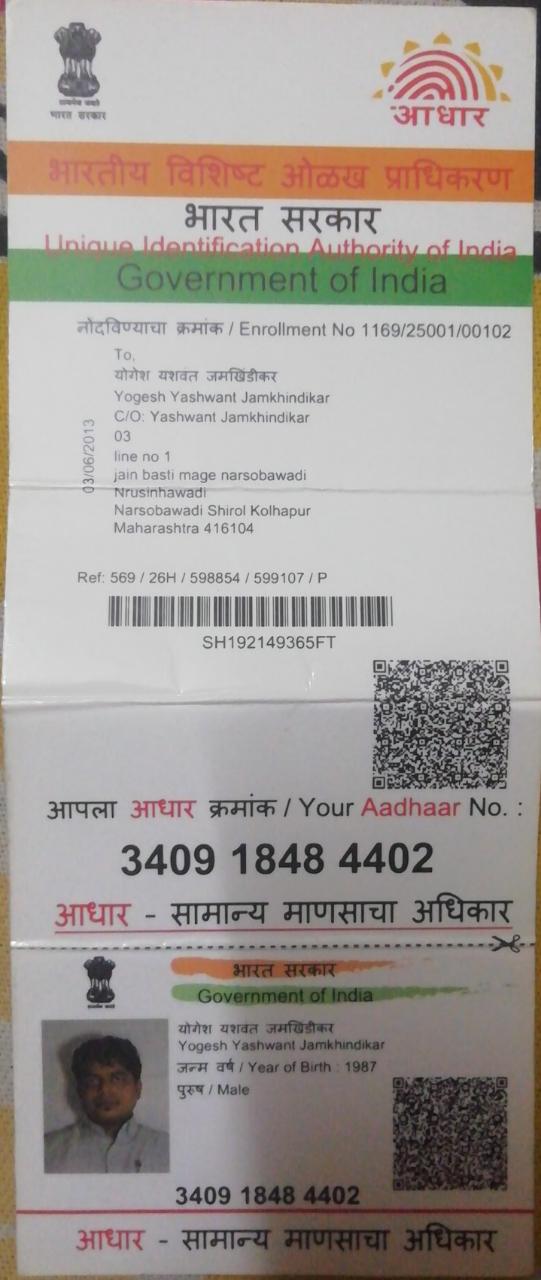 सत्यमेव जयते
भारत सरकार
आधार
भारतीय विशिष्ट ओळख प्राधिकरण
भारत सरकार
Unique Identification Authority of India
Government of India
नोंदविण्याचा क्रमांक / Enrollment No 1169/25001/00102
To,
योगेश यशवंत जमखिंडीकर
Yogesh Yashwant Jamkhindikar
C/O: Yashwant Jamkhindikar
03
line no 1
jain basti mage narsobawadi
Nrusinhawadi
Narsobawadi Shirol Kolhapur
Maharashtra 416104
03/06/2013
Ref: 569 / 26H / 598854 / 599107 / P
SH192149365FT
आपला आधार क्रमांक / Your Aadhaar No. :
3409 1848 4402
आधार - सामान्य माणसाचा अधिकार
भारत सरकार
Government of India
योगेश यशवंत जमखिंडीकर
Yogesh Yashwant Jamkhindikar
जन्म वर्ष / Year of Birth : 1987
पुरुष / Male
3409 1848 4402
आधार - सामान्य माणसाचा अधिकार